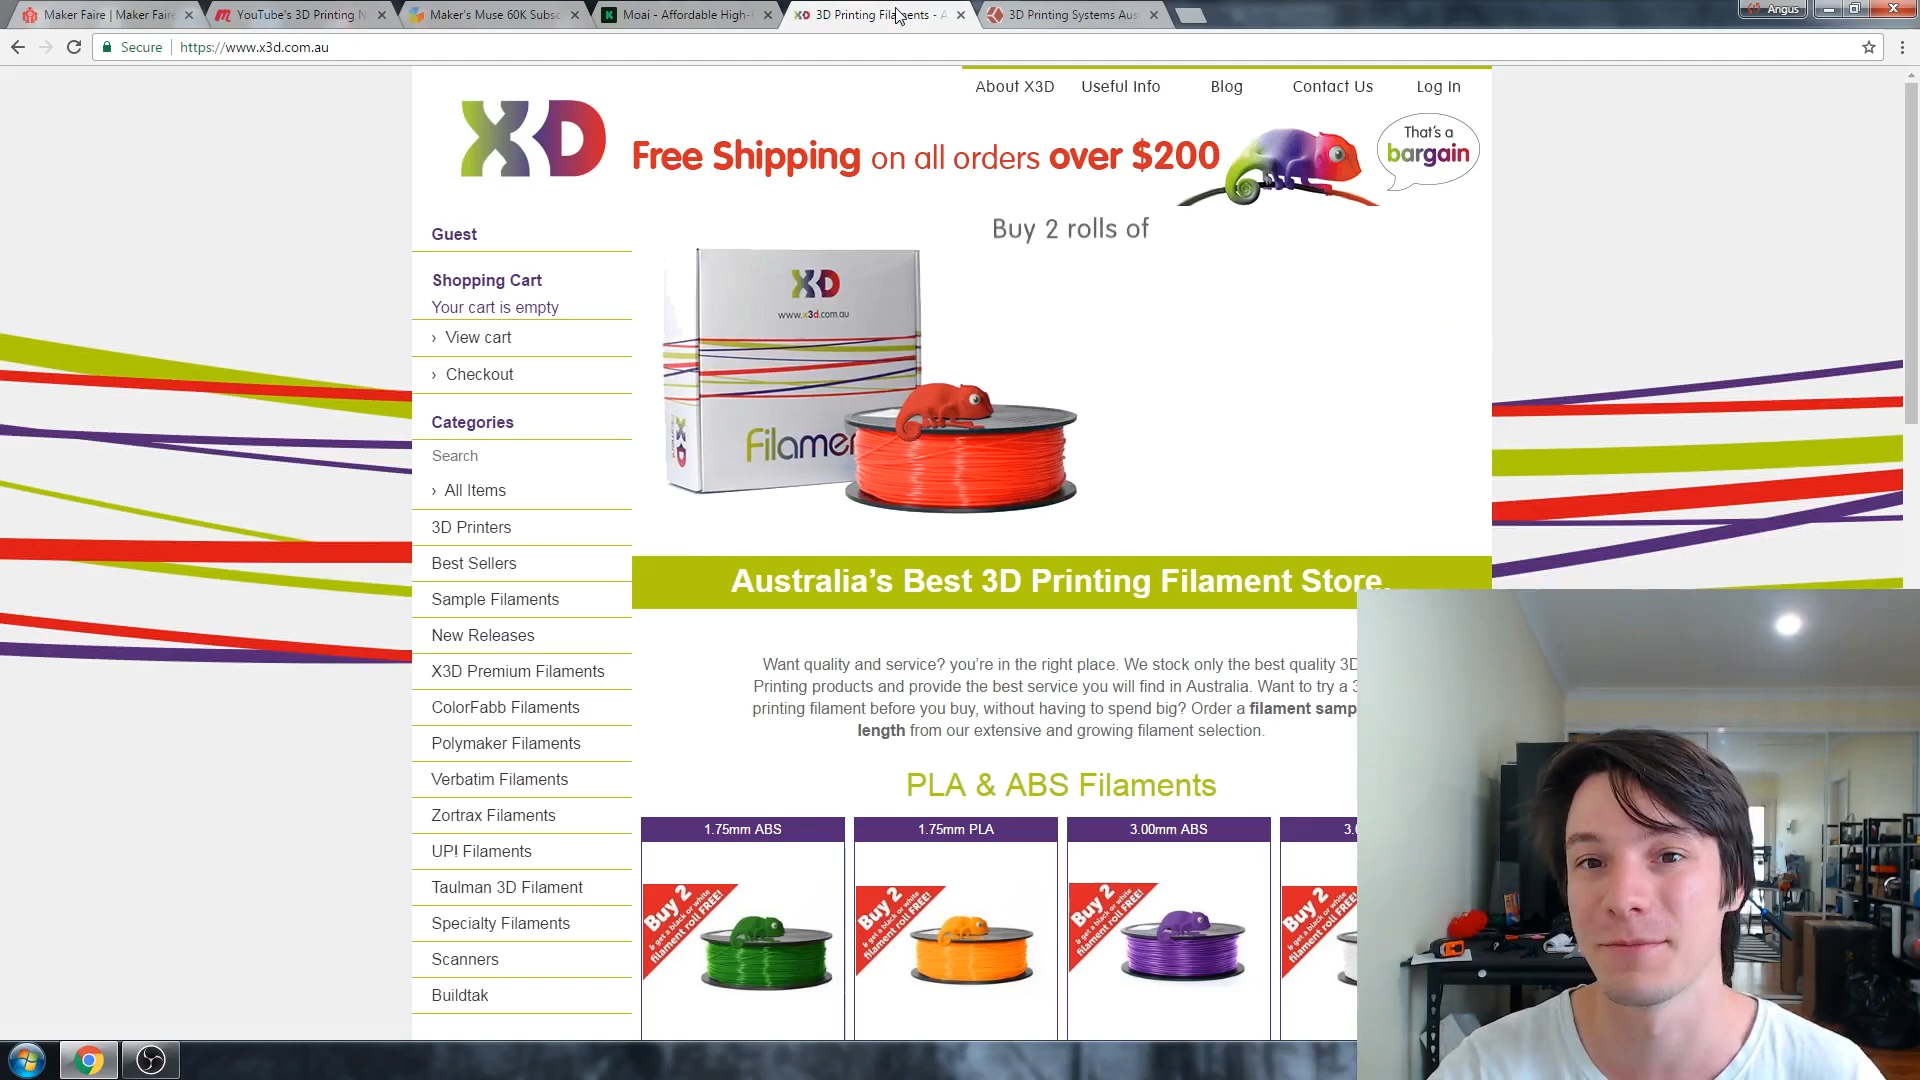 Maker Faire | Maker Faire
YouTube's 3D Printing N
Maker's Muse 60K Subsc
Moai - Affordable High-
3D Printing Filaments - A
3D Printing Systems Aus
Angus
Secure
https://www.x3d.com.au
About X3D
Useful Info
Blog
Contact Us
Log In
X3D
Free Shipping on all orders over $200
That's a
bargain
Buy 2 rolls of
Guest
Shopping Cart
Your cart is empty
› View cart
› Checkout
Categories
Search
› All Items
3D Printers
Best Sellers
Sample Filaments
New Releases
X3D Premium Filaments
ColorFabb Filaments
Polymaker Filaments
Verbatim Filaments
Zortrax Filaments
UP! Filaments
Taulman 3D Filament
Specialty Filaments
Scanners
Buildtak
X3D
www.x3d.com.au
Filamen
Australia's Best 3D Printing Filament Store.
Want quality and service? you're in the right place. We stock only the best quality 3D
Printing products and provide the best service you will find in Australia. Want to try a 3
printing filament before you buy, without having to spend big? Order a filament samp
length from our extensive and growing filament selection.
PLA & ABS Filaments
1.75mm ABS
1.75mm PLA
3.00mm ABS
3.0
Buy 2
& get a black or white
filament roll FREE!
Buy 2
& get a black or white
filament roll FREE!
Buy 2
& get a black or white
filament roll FREE!
Buy 2
& get a black or white
filament roll FREE!